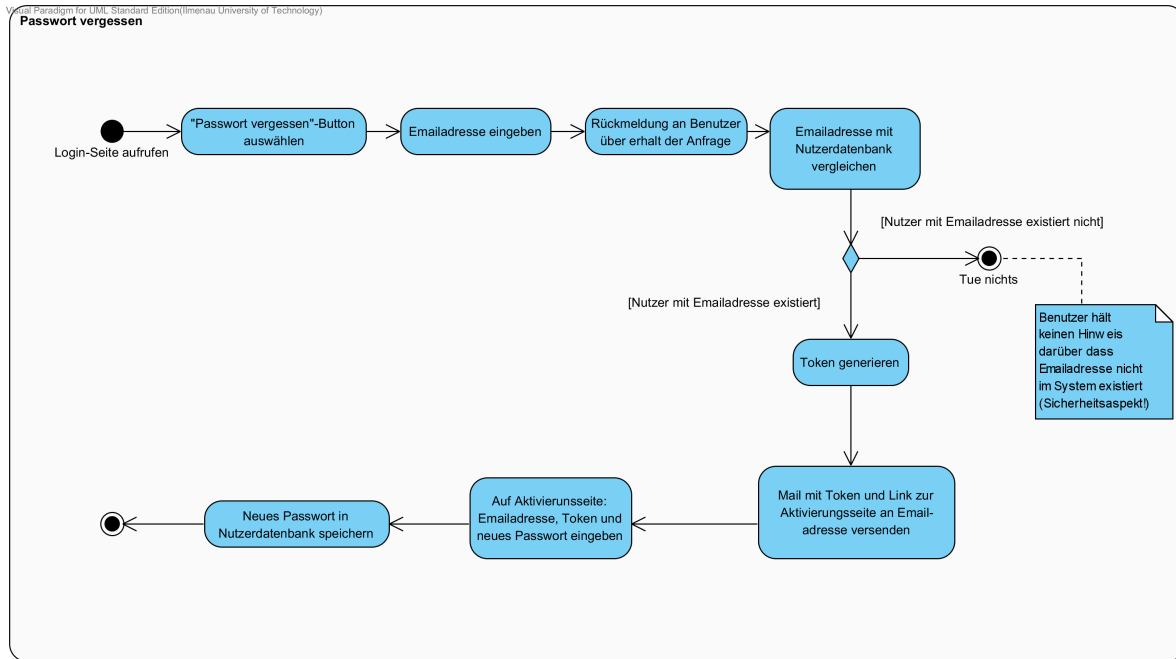 Visual Paradigm for UML Standard Edition(Ilmenau University of Technology)
Passwort vergessen
Login-Seite aufrufen
"Passwort vergessen"-Button
auswählen
Emailadresse eingeben
Rückmeldung an Benutzer
über erhalt der Anfrage
Emailadresse mit
Nutzerdatenbank
vergleichen
[Nutzer mit Emailadresse existiert nicht]
Tue nichts
[Nutzer mit Emailadresse existiert]
Benutzer hält
keinen Hinweis
darüber dass
Emailadresse nicht
im System existiert
(Sicherheitsaspekt!)
Token generieren
Mail mit Token und Link zur
Aktivierungsseite an Email-
adresse versenden
Auf Aktivierunsseite:
Emailadresse, Token und
neues Passwort eingeben
Neues Passwort in
Nutzerdatenbank speichern